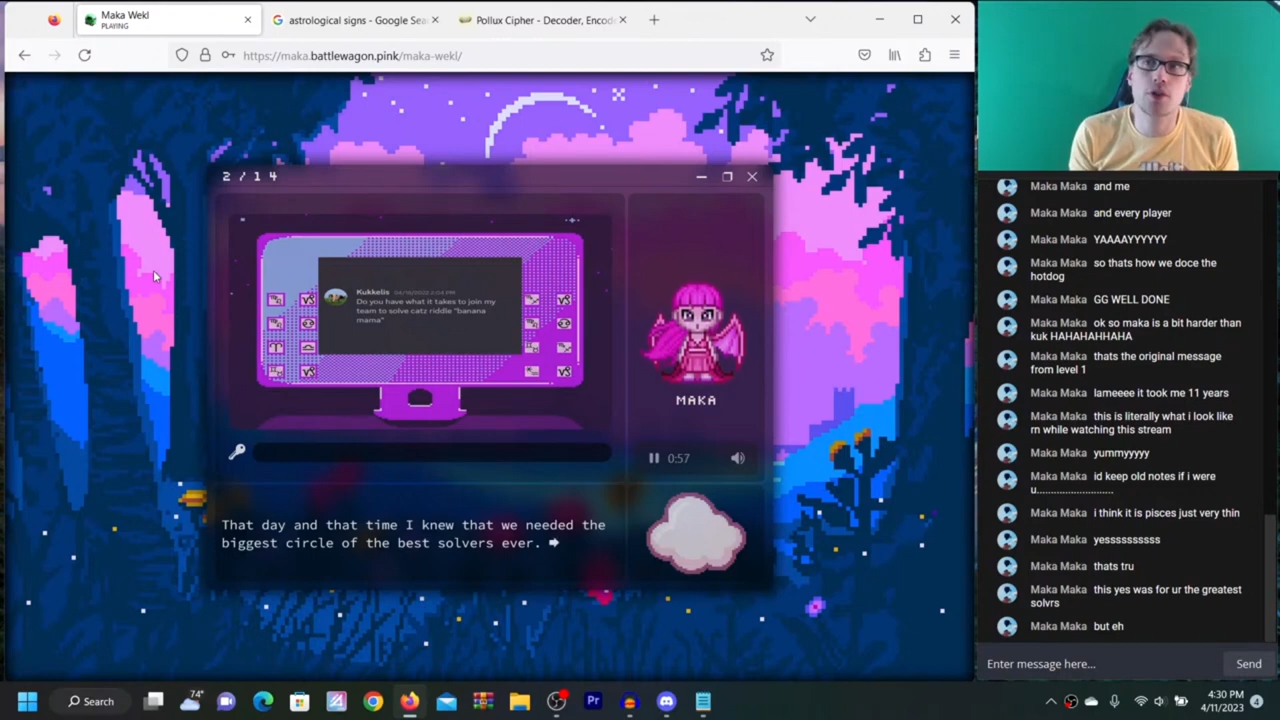 Maka Wekl
PLAYING
astrological signs - Google Sea
Pollux Cipher - Decoder, Encod
https://maka.battlewagon.pink/maka-wekl/
2/14
Kukkelis
Do you have what it takes to join my
team to solve catz riddle "banana
mama"
MAKA
0:57
That day and that time I knew that we needed the
biggest circle of the best solvers ever.
Maka Maka and me
Maka Maka and every player
Maka Maka YAAAAYYYYYY
Maka Maka so thats how we doce the
hotdog
Maka Maka GG WELL DONE
Maka Maka ok so maka is a bit harder than
kuk HAHAHAHHAHA
Maka Maka thats the original message
from level 1
Maka Maka lameeee it took me 11 years
Maka Maka this is literally what i look like
rn while watching this stream
Maka Maka yummyyyyy
Maka Maka id keep old notes if i were
u...........................
Maka Maka i think it is pisces just very thin
Maka Maka yesssssssss
Maka Maka thats tru
Maka Maka this yes was for ur the greatest
solvrs
Maka Maka but eh
Enter message here...
Send
74°
Search
Pr
4:30 PM
4/11/2023
4